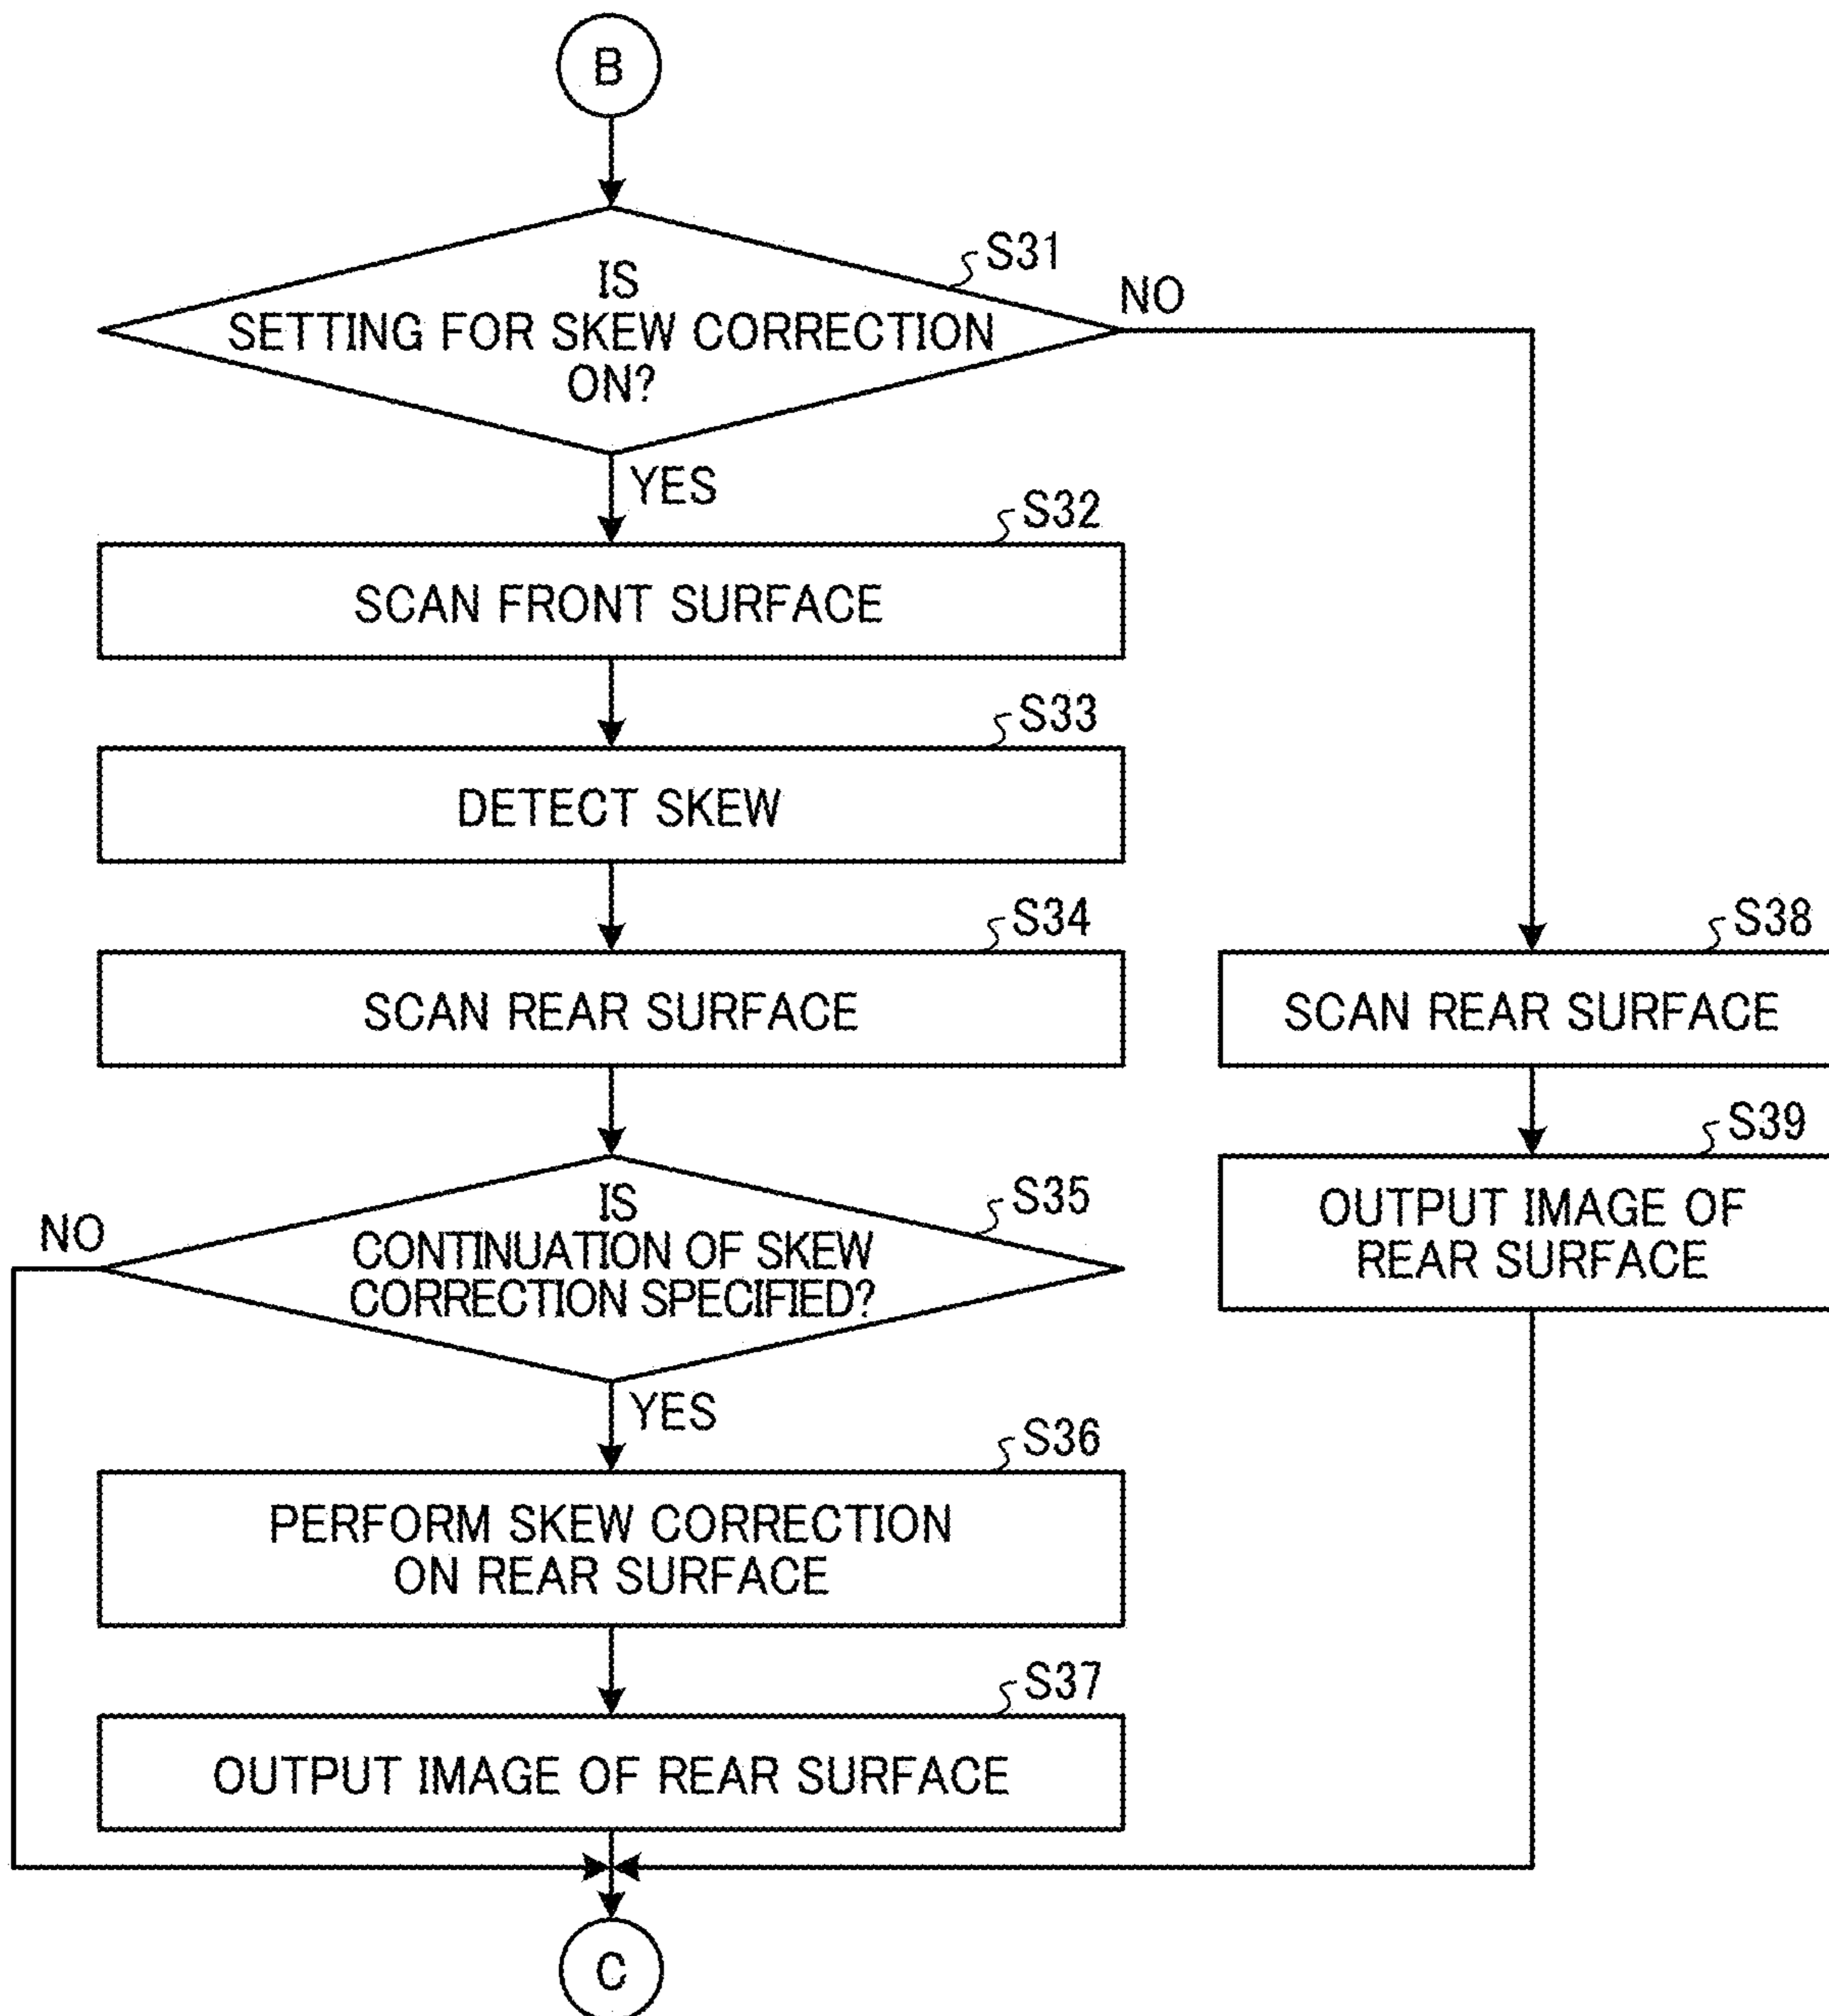 B
S31
IS
SETTING FOR SKEW CORRECTION
ON?
NO
YES
S32
SCAN FRONT SURFACE
S33
DETECT SKEW
S34
SCAN REAR SURFACE
S38
SCAN REAR SURFACE
S35
IS
CONTINUATION OF SKEW
CORRECTION SPECIFIED?
NO
YES
S39
OUTPUT IMAGE OF
REAR SURFACE
S36
PERFORM SKEW CORRECTION
ON REAR SURFACE
S37
OUTPUT IMAGE OF REAR SURFACE
C